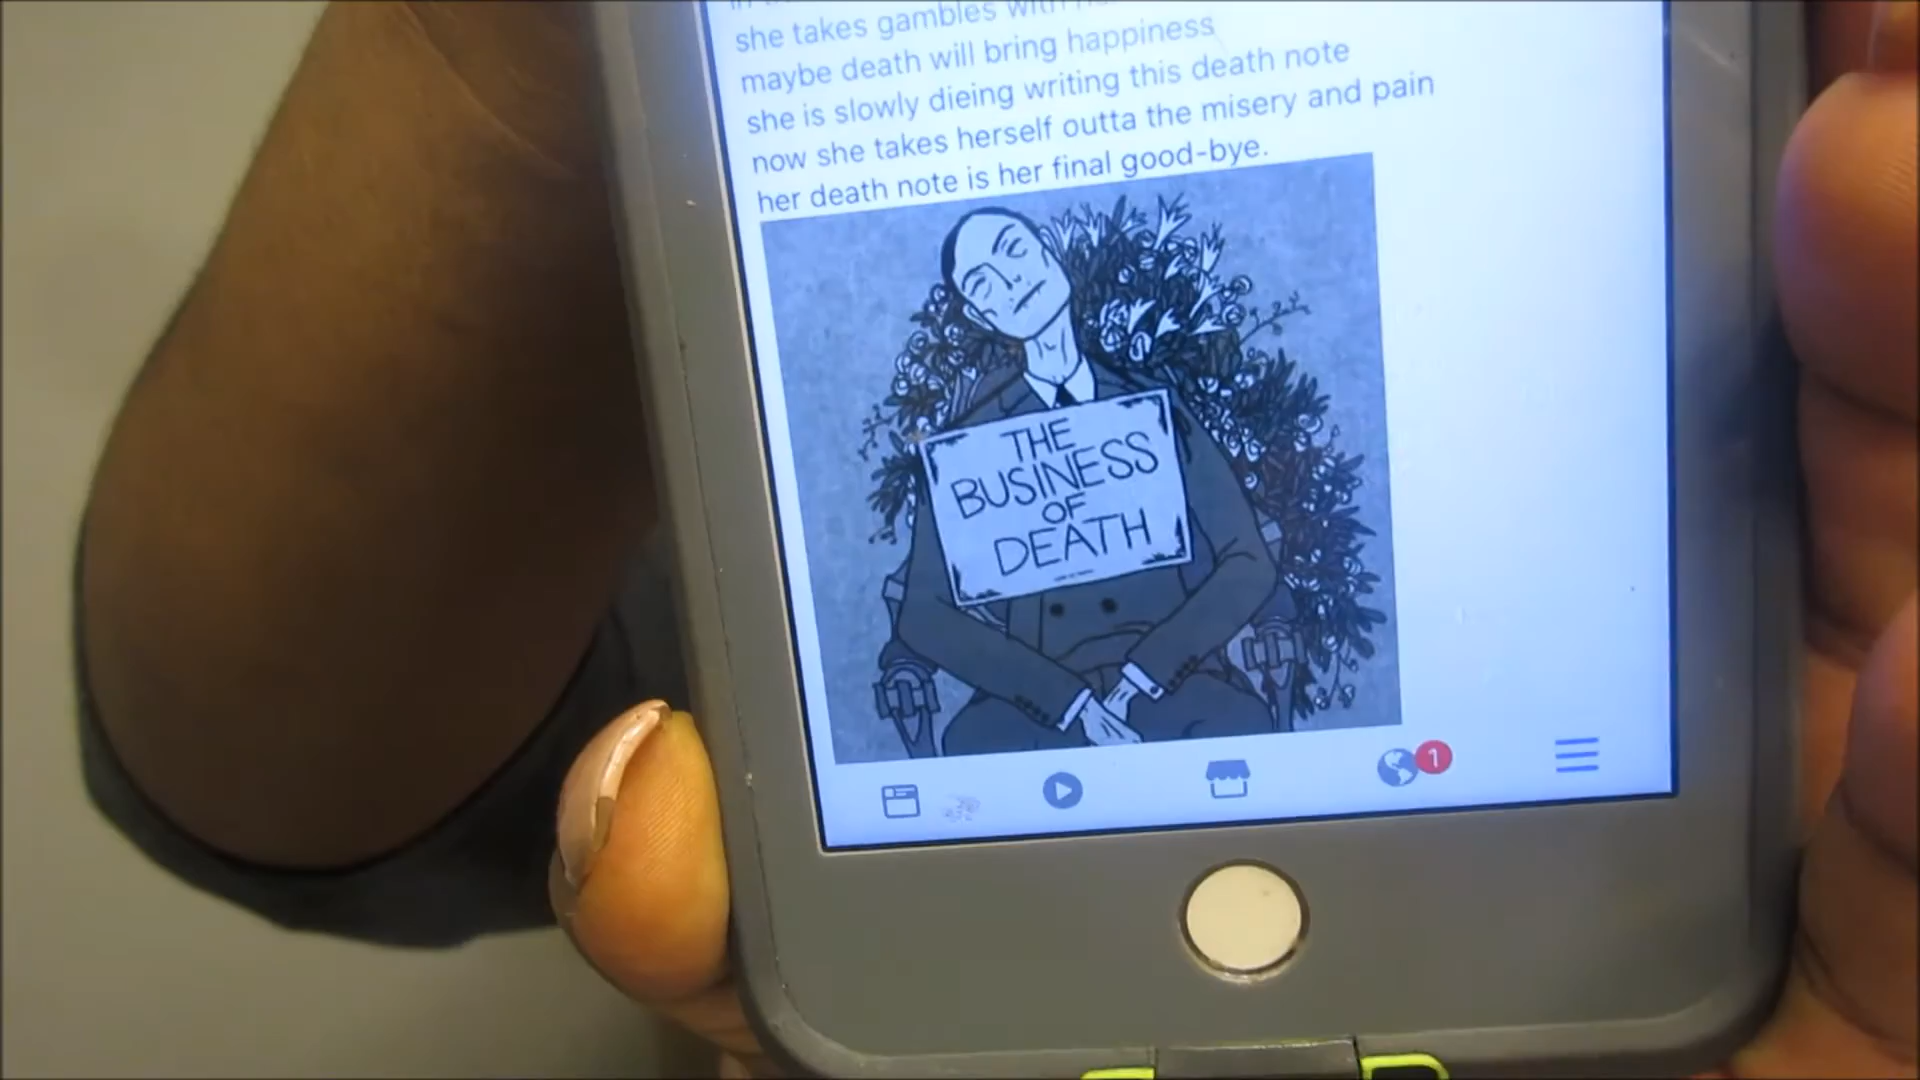 she takes gambles with
maybe death will bring happiness
she is slowly dieing writing this death note
now she takes herself outta the misery and pain
her death note is her final good-bye.
THE
BUSINESS
OF
DEATH
1